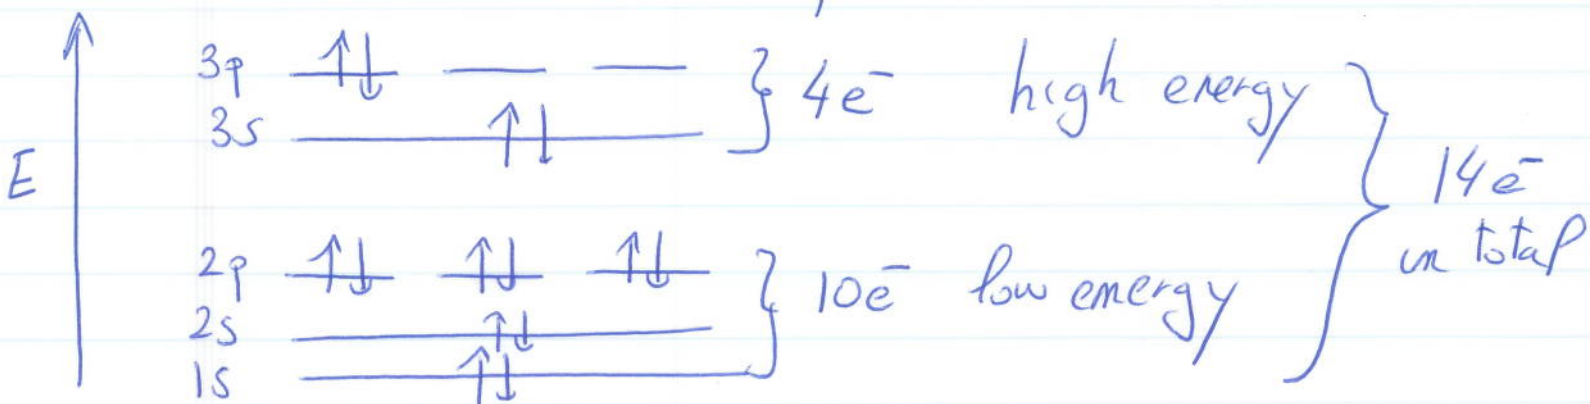 3p ↑↓ } 4e⁻ high energy
3s ↑↓
E
14e⁻
in total
2p ↑↓ ↑↓ ↑↓ } 10e⁻ low energy
2s ↑↓
1s ↑↓